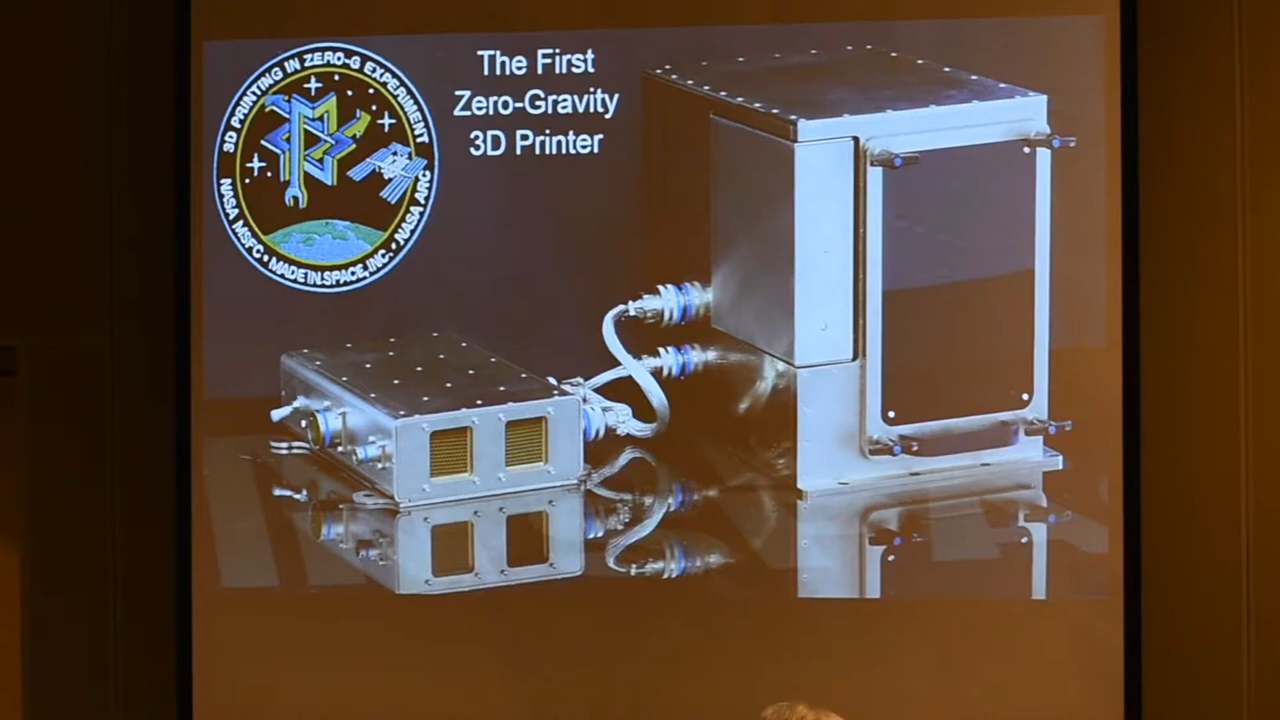 3D PRINTING IN ZERO-G EXPERIMENT
NASA MSFC • MADE IN SPACE, INC. • NASA ARC
The First
Zero-Gravity
3D Printer